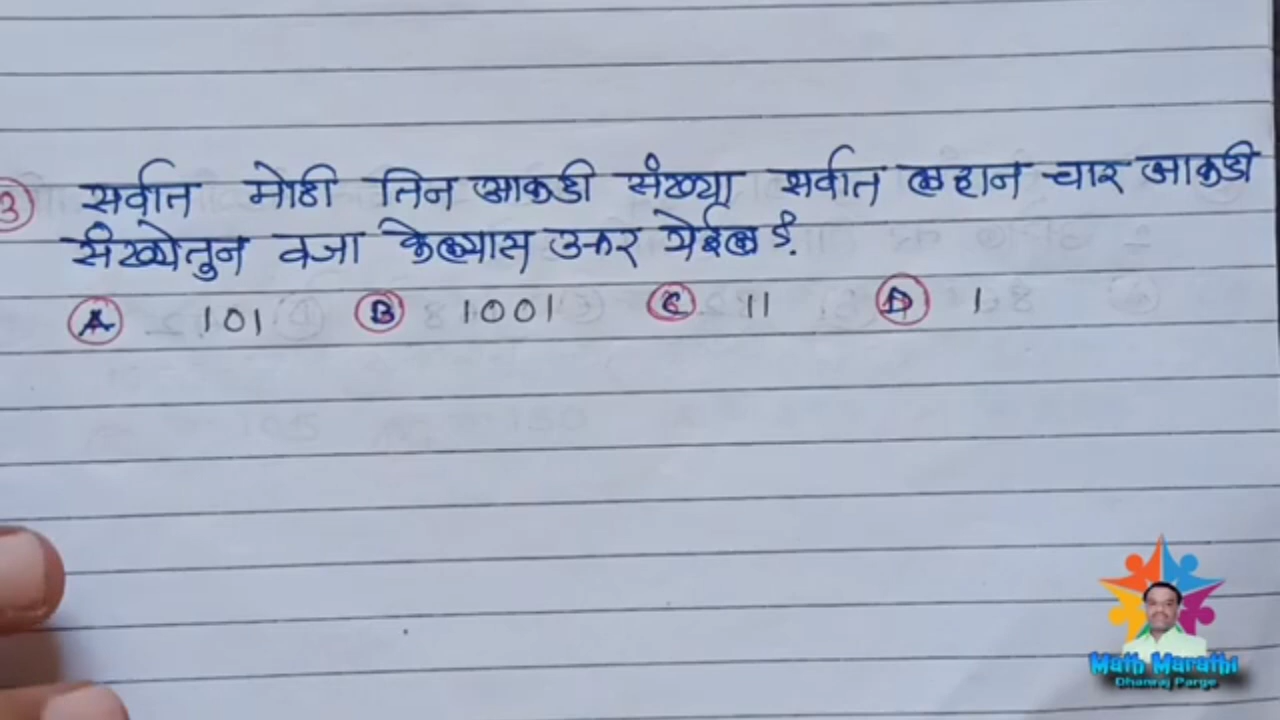 3 सर्वात मोठी तिन आकडी संख्या सर्वात लहान चार आकडी
संख्येतुन वजा केल्यास उत्तर येईल
A 101 B 1001 C 11 D 1
Math Marathi
Dhanraj Parge